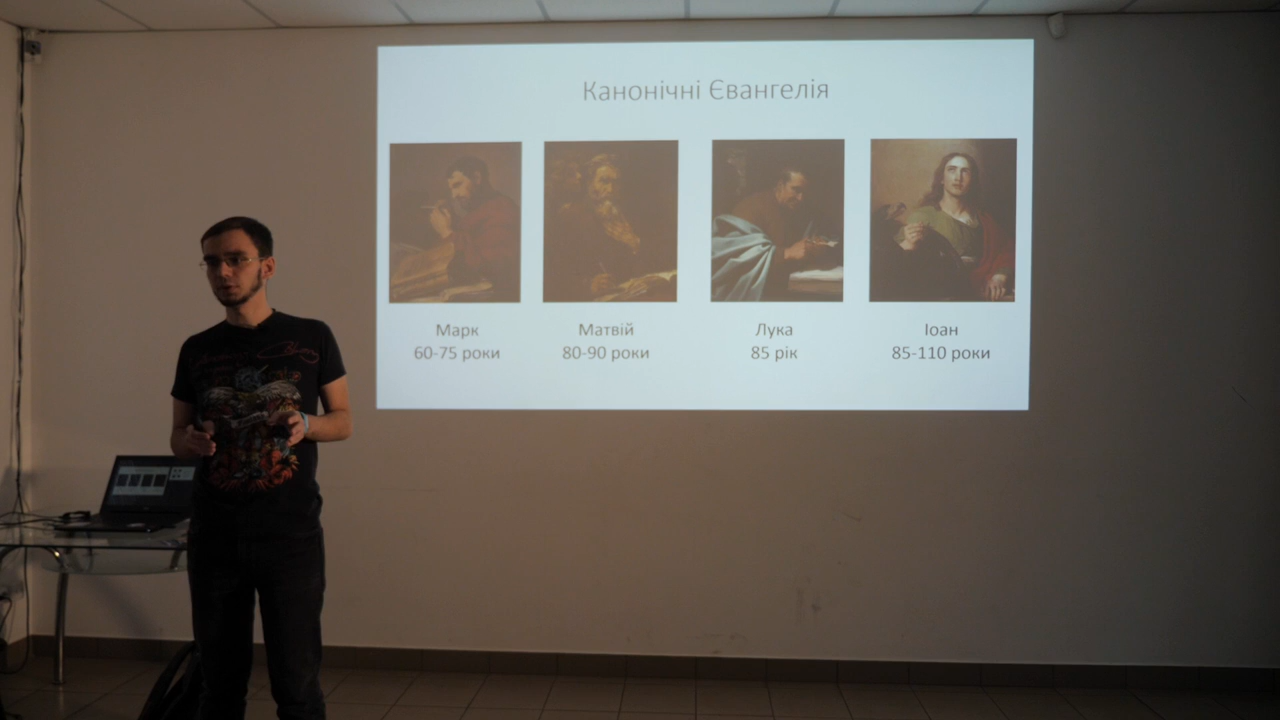 Канонічні Євангелія
Марк
60-75 роки
Матвій
80-90 роки
Лука
85 рік
Іоан
85-110 роки